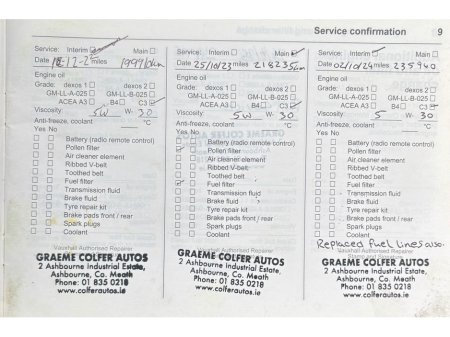 Service confirmation 9
Service: Interim Main
Date miles 199916km
Engine oil
Grade: dexos 1 dexos 2
GM-LL-A-025 GM-LL-B-025
ACEA A3 B4 C3
Viscosity: 5W W- 30
Anti-freeze, coolant °C
Yes No
Battery (radio remote control)
Pollen filter
Air cleaner element
Ribbed V-belt
Toothed belt
Fuel filter
Transmission fluid
Brake fluid
Tyre repair kit
Brake pads front / rear
Spark plugs
Coolant
Vauxhall Authorised Repairer
GRAEME COLFER AUTOS
2 Ashbourne Industrial Estate,
Ashbourne, Co. Meath
Phone: 01 835 0218
www.colferautos.ie
Service: Interim Main
Date 25/10/23 miles 218235km
Engine oil
Grade: dexos 1 dexos 2
GM-LL-A-025 GM-LL-B-025
ACEA A3 B4 C3
Viscosity: 5W W- 30
Anti-freeze, coolant °C
Yes No
Battery (radio remote control)
Pollen filter
Air cleaner element
Ribbed V-belt
Toothed belt
Fuel filter
Transmission fluid
Brake fluid
Tyre repair kit
Brake pads front / rear
Spark plugs
Coolant
Vauxhall Authorised Repairer
GRAEME COLFER AUTOS
2 Ashbourne Industrial Estate,
Ashbourne, Co. Meath
Phone: 01 835 0218
www.colferautos.ie
Service: Interim Main
Date 02/10/24 miles 235940
Engine oil
Grade: dexos 1 dexos 2
GM-LL-A-025 GM-LL-B-025
ACEA A3 B4 C3
Viscosity: 5 W- 30
Anti-freeze, coolant °C
Yes No
Battery (radio remote control)
Pollen filter
Air cleaner element
Ribbed V-belt
Toothed belt
Fuel filter
Transmission fluid
Brake fluid
Tyre repair kit
Brake pads front / rear
Spark plugs
Coolant
Replaced Fuel Lines also.
Vauxhall Authorised Repairer
Stamp and Signature
GRAEME COLFER AUTOS
2 Ashbourne Industrial Estate,
Ashbourne, Co. Meath
Phone: 01 835 0218
www.colferautos.ie